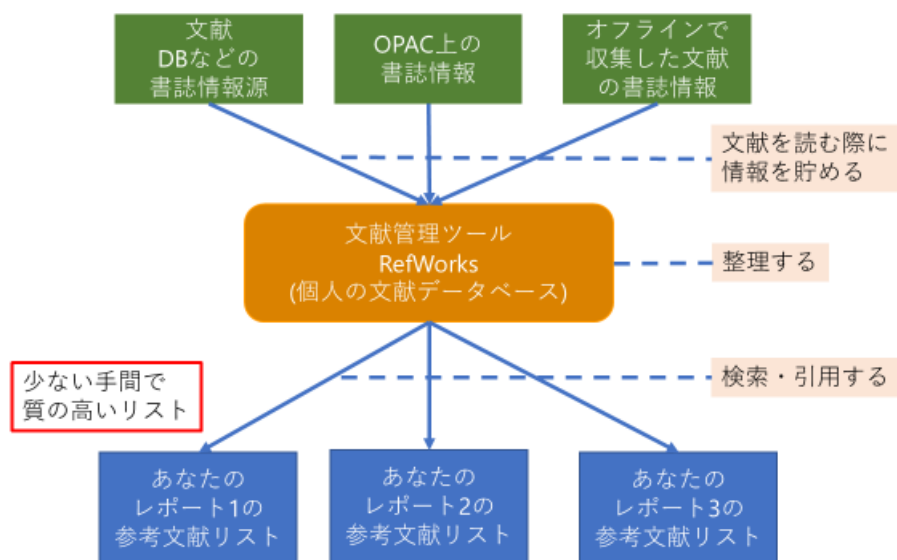 文献
DBなどの
書誌情報源
OPAC上の
書誌情報
オフラインで
収集した文献
の書誌情報
文献を読む際に
情報を貯める
文献管理ツール
RefWorks
(個人の文献データベース)
整理する
少ない手間で
質の高いリスト
検索・引用する
あなたの
レポート1の
参考文献リスト
あなたの
レポート2の
参考文献リスト
あなたの
レポート3の
参考文献リスト